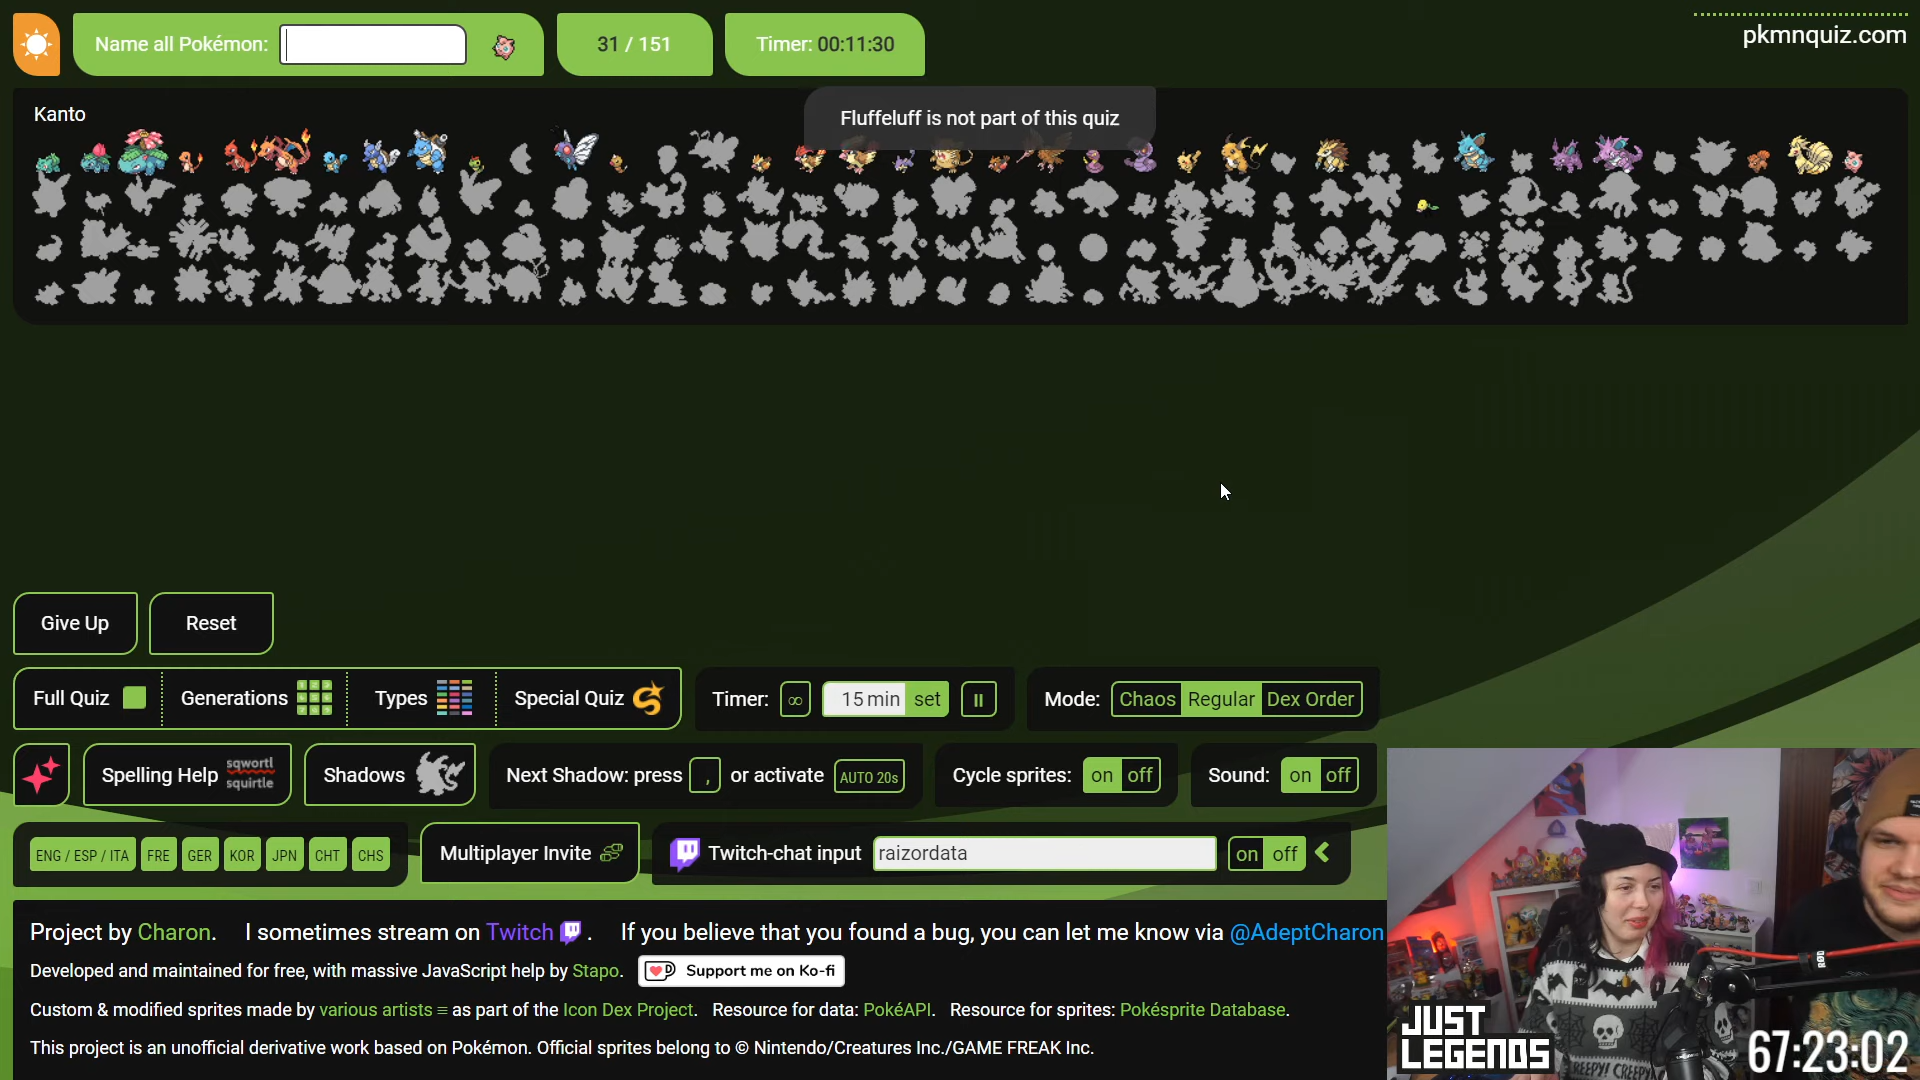 Name all Pokémon:
31 / 151
Timer: 00:11:30
pkmnquiz.com
Kanto
Fluffeluff is not part of this quiz
Give Up
Reset
Full Quiz
Generations
Types
Special Quiz
Timer: ∞ 15 min set
Mode: Chaos Regular Dex Order
Spelling Help sqwortl squirtle
Shadows
Next Shadow: press , or activate AUTO 20s
Cycle sprites: on off
Sound: on off
ENG / ESP / ITA FRE GER KOR JPN CHT CHS
Multiplayer Invite
Twitch-chat input raizordata on off
Project by Charon. I sometimes stream on Twitch . If you believe that you found a bug, you can let me know via @AdeptCharon
Developed and maintained for free, with massive JavaScript help by Stapo. Support me on Ko-fi
Custom & modified sprites made by various artists ≡ as part of the Icon Dex Project. Resource for data: PokéAPI. Resource for sprites: Pokésprite Database.
This project is an unofficial derivative work based on Pokémon. Official sprites belong to © Nintendo/Creatures Inc./GAME FREAK Inc.
JUST
LEGENDS
67:23:02